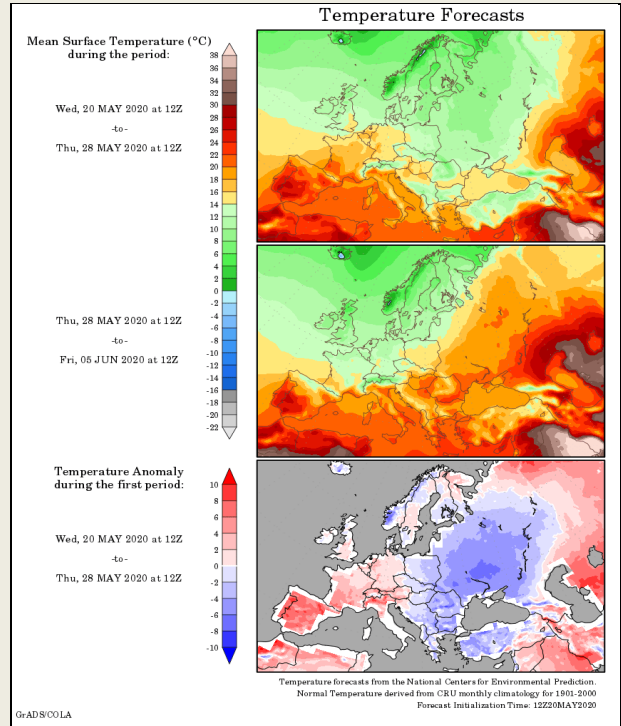 Temperature Forecasts
Mean Surface Temperature (°C)
during the period:
38
36
34
32
30
28
26
24
22
20
18
16
14
12
10
8
6
4
2
0
-2
-4
-6
-8
-10
-12
-14
-16
-18
-20
-22
Wed, 20 MAY 2020 at 12Z
-to-
Thu, 28 MAY 2020 at 12Z
Thu, 28 MAY 2020 at 12Z
-to-
Fri, 05 JUN 2020 at 12Z
Temperature Anomaly
during the first period:
10
8
6
4
2
0
-2
-4
-6
-8
-10
Wed, 20 MAY 2020 at 12Z
-to-
Thu, 28 MAY 2020 at 12Z
Temperature forecasts from the National Centers for Environmental Prediction.
Normal Temperature derived from CRU monthly climatology for 1901-2000
Forecast Initialization Time: 12Z20MAY2020
GrADS/COLA